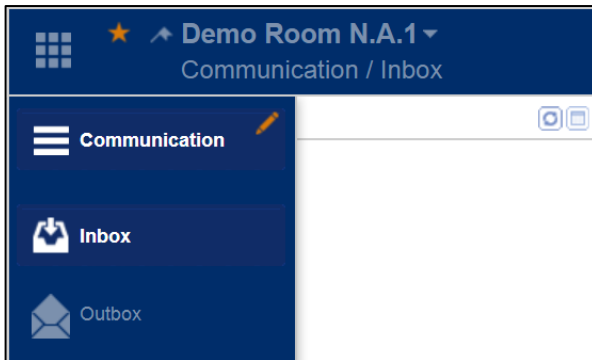 Demo Room N.A.1
Communication / Inbox
Communication
Inbox
Outbox